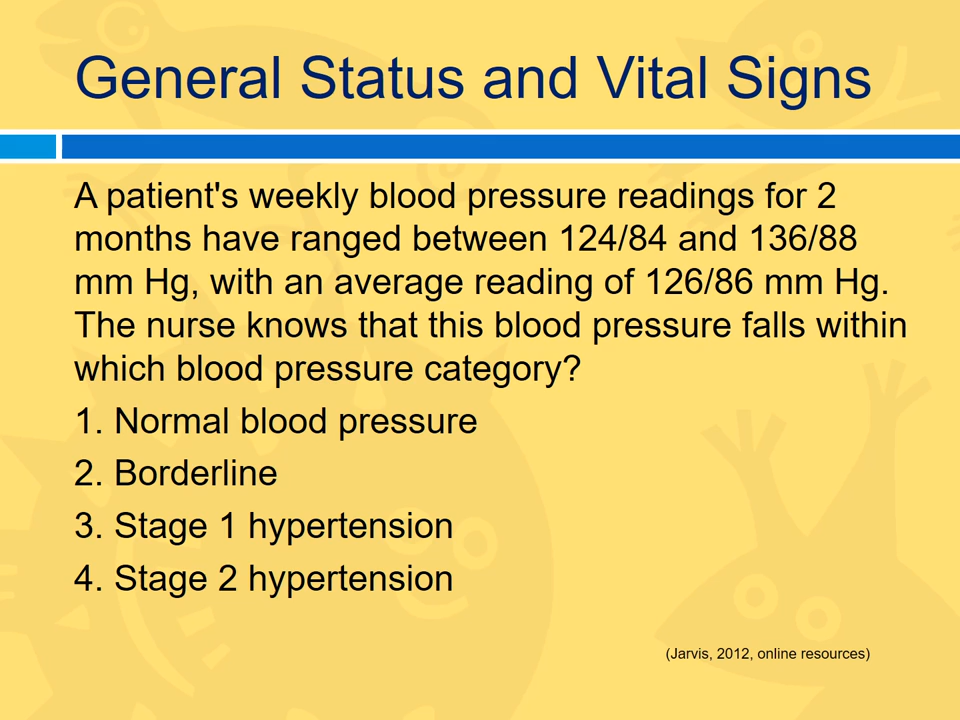 General Status and Vital Signs
A patient's weekly blood pressure readings for 2
months have ranged between 124/84 and 136/88
mm Hg, with an average reading of 126/86 mm Hg.
The nurse knows that this blood pressure falls within
which blood pressure category?
1. Normal blood pressure
2. Borderline
3. Stage 1 hypertension
4. Stage 2 hypertension
(Jarvis, 2012, online resources)